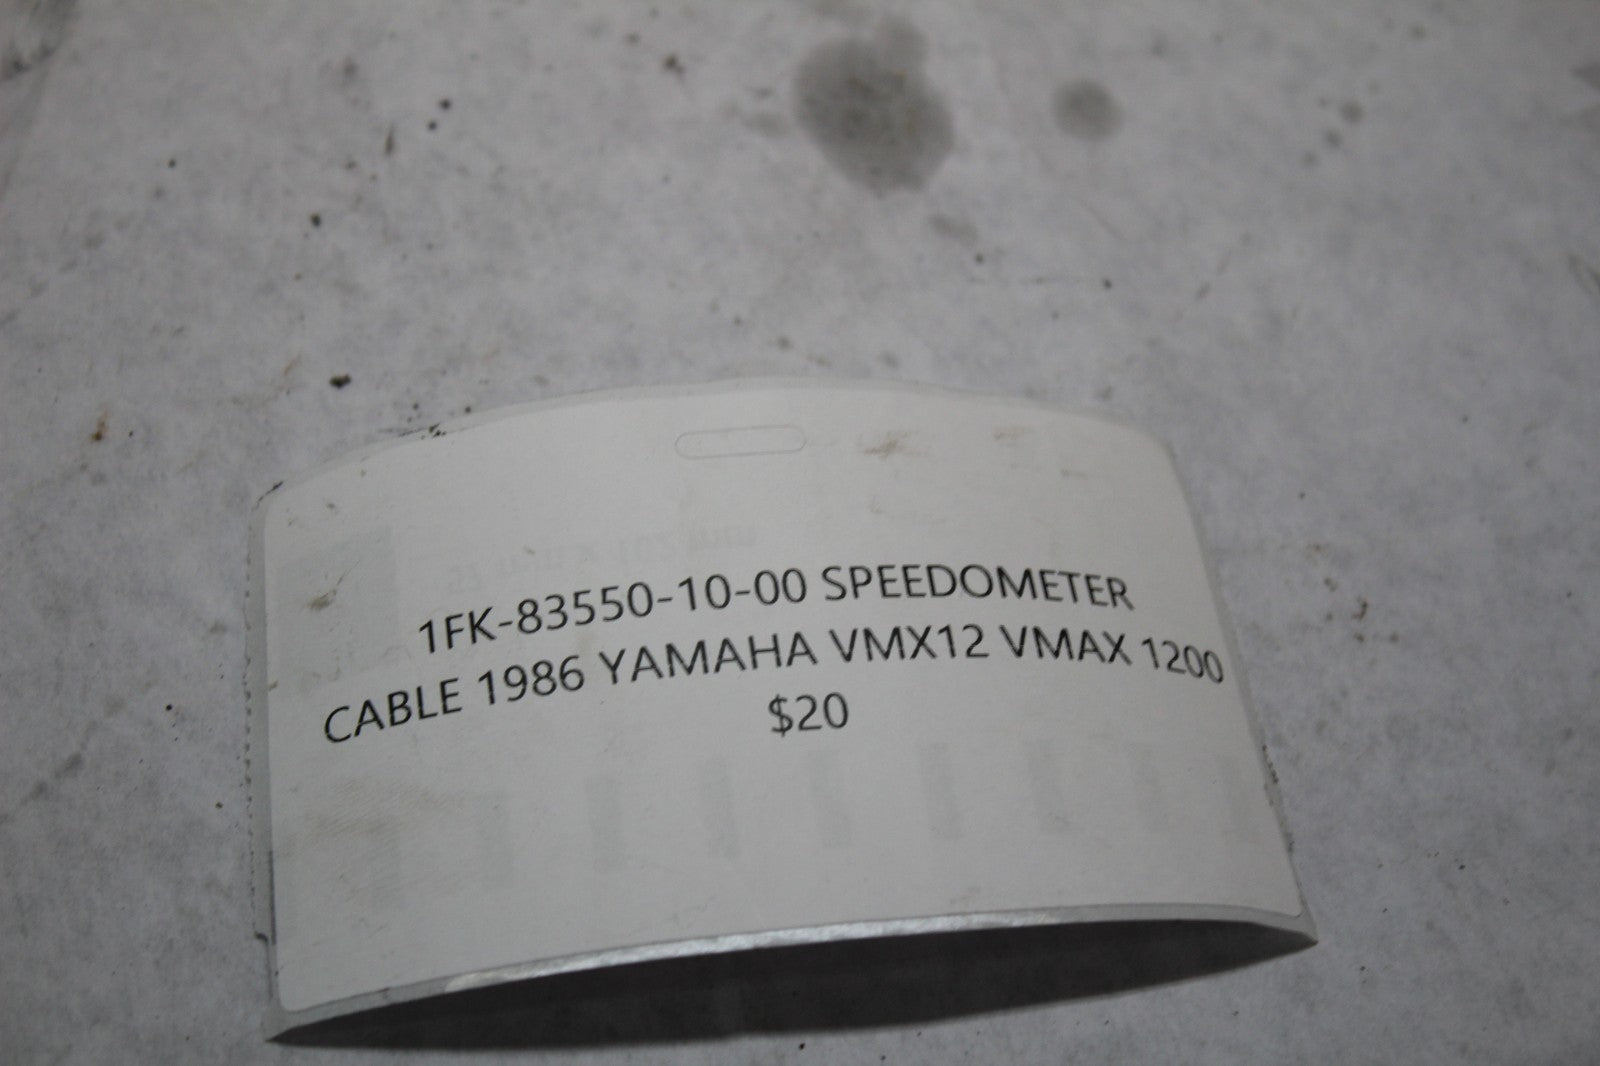 1FK-83550-10-00 SPEEDOMETER
CABLE 1986 YAMAHA VMX12 VMAX 1200
$20